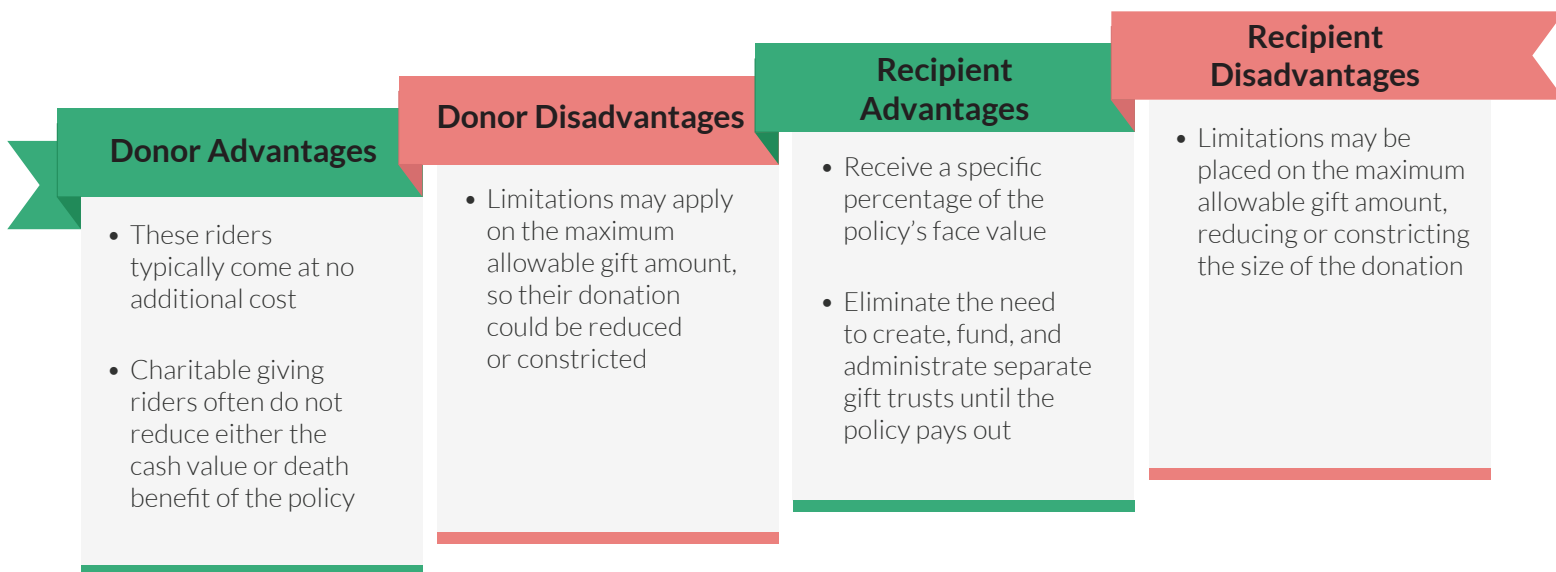 Donor Advantages
• These riders
typically come at no
additional cost
• Charitable giving
riders often do not
reduce either the
cash value or death
benefit of the policy
Donor Disadvantages
• Limitations may apply
on the maximum
allowable gift amount,
so their donation
could be reduced
or constricted
Recipient
Advantages
• Receive a specific
percentage of the
policy’s face value
• Eliminate the need
to create, fund, and
administrate separate
gift trusts until the
policy pays out
Recipient
Disadvantages
• Limitations may be
placed on the maximum
allowable gift amount,
reducing or constricting
the size of the donation